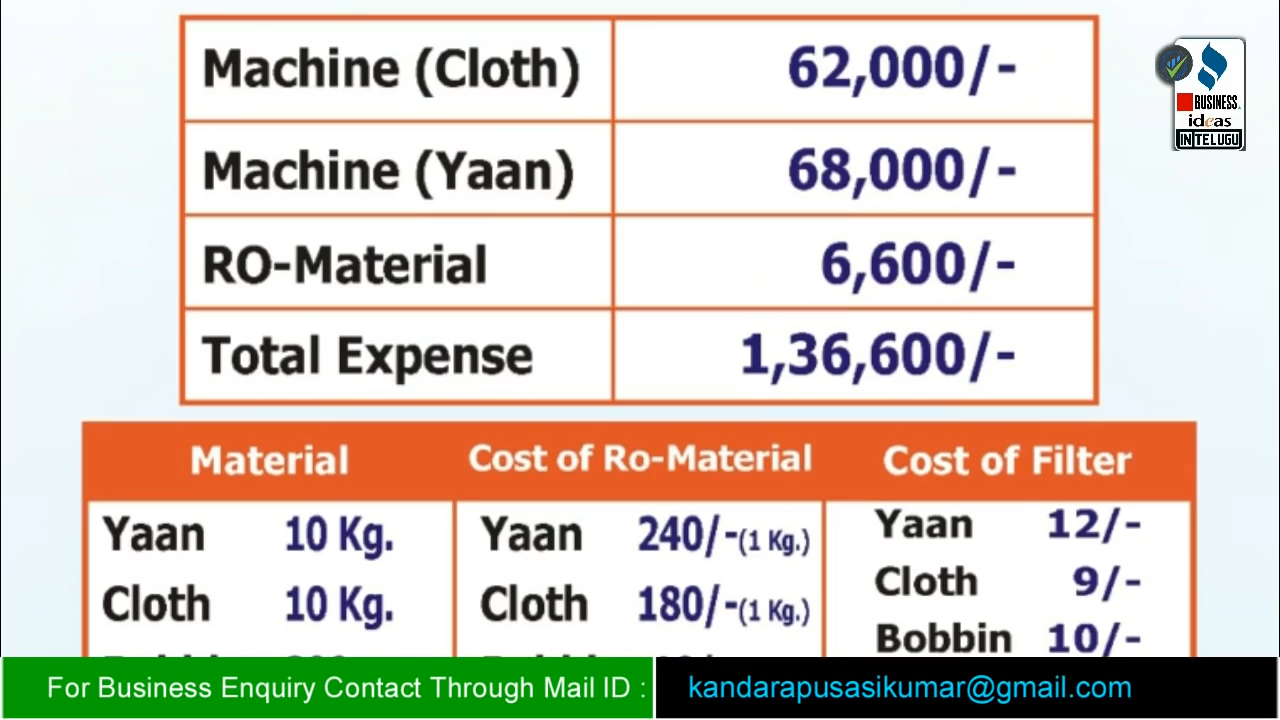 Machine (Cloth) 62,000/-
Machine (Yaan) 68,000/-
RO-Material 6,600/-
Total Expense 1,36,600/-
Material Cost of Ro-Material Cost of Filter
Yaan 10 Kg. Yaan 240/-(1 Kg.) Yaan 12/-
Cloth 10 Kg. Cloth 180/-(1 Kg.) Cloth 9/-
Bobbin 10/-
For Business Enquiry Contact Through Mail ID : kandarapusasikumar@gmail.com
BUSINESS
ideas
IN TELUGU